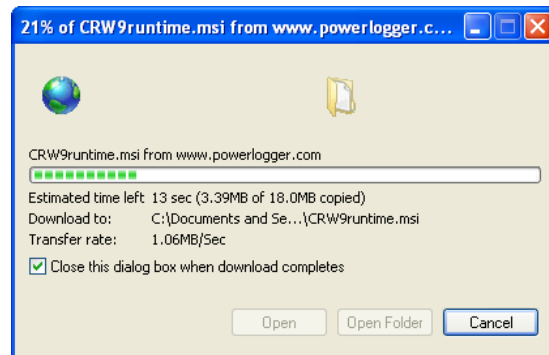 21% of CRW9runtime.msi from www.powerlogger.c...
CRW9runtime.msi from www.powerlogger.com
Estimated time left 13 sec (3.39MB of 18.0MB copied)
Download to: C:\Documents and Se...\CRW9runtime.msi
Transfer rate: 1.06MB/Sec
Close this dialog box when download completes
Open Open Folder Cancel